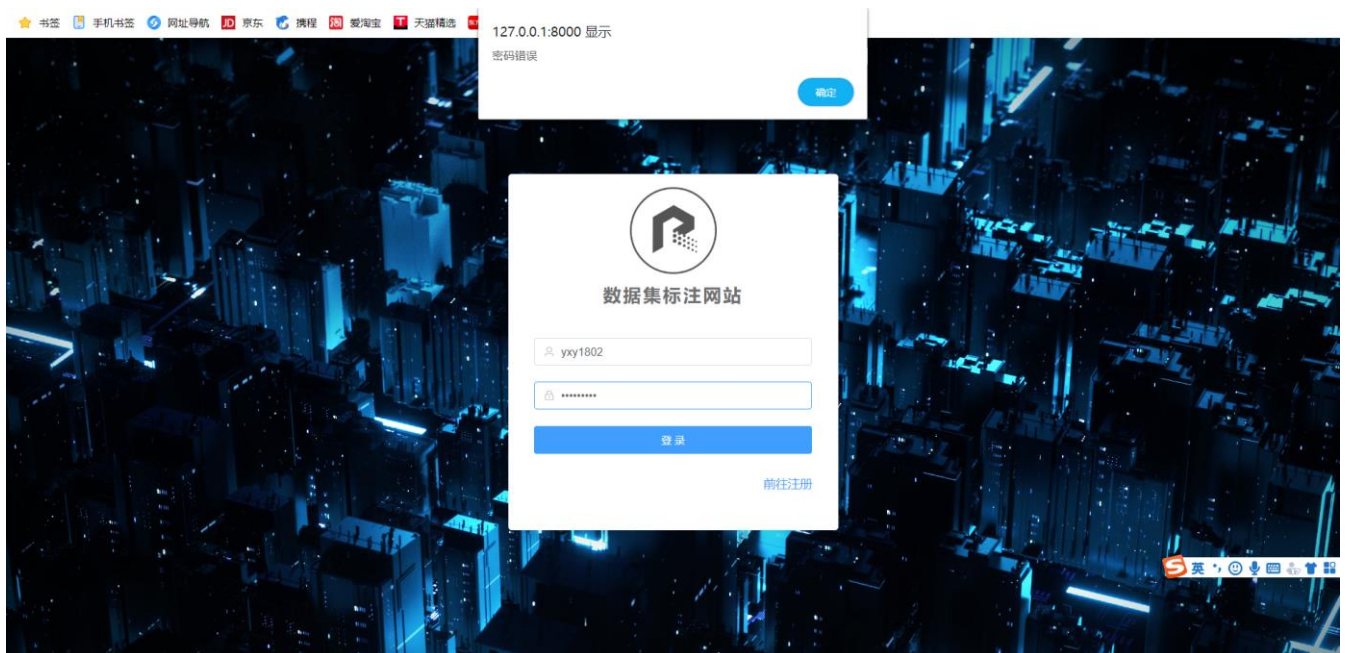 书签 手机书签 网址导航 JD 京东 携程 淘 爱淘宝 T 天猫精选
127.0.0.1:8000 显示
密码错误
确定
数据集标注网站
yxy1802
•••••••••
登录
前往注册
S 英